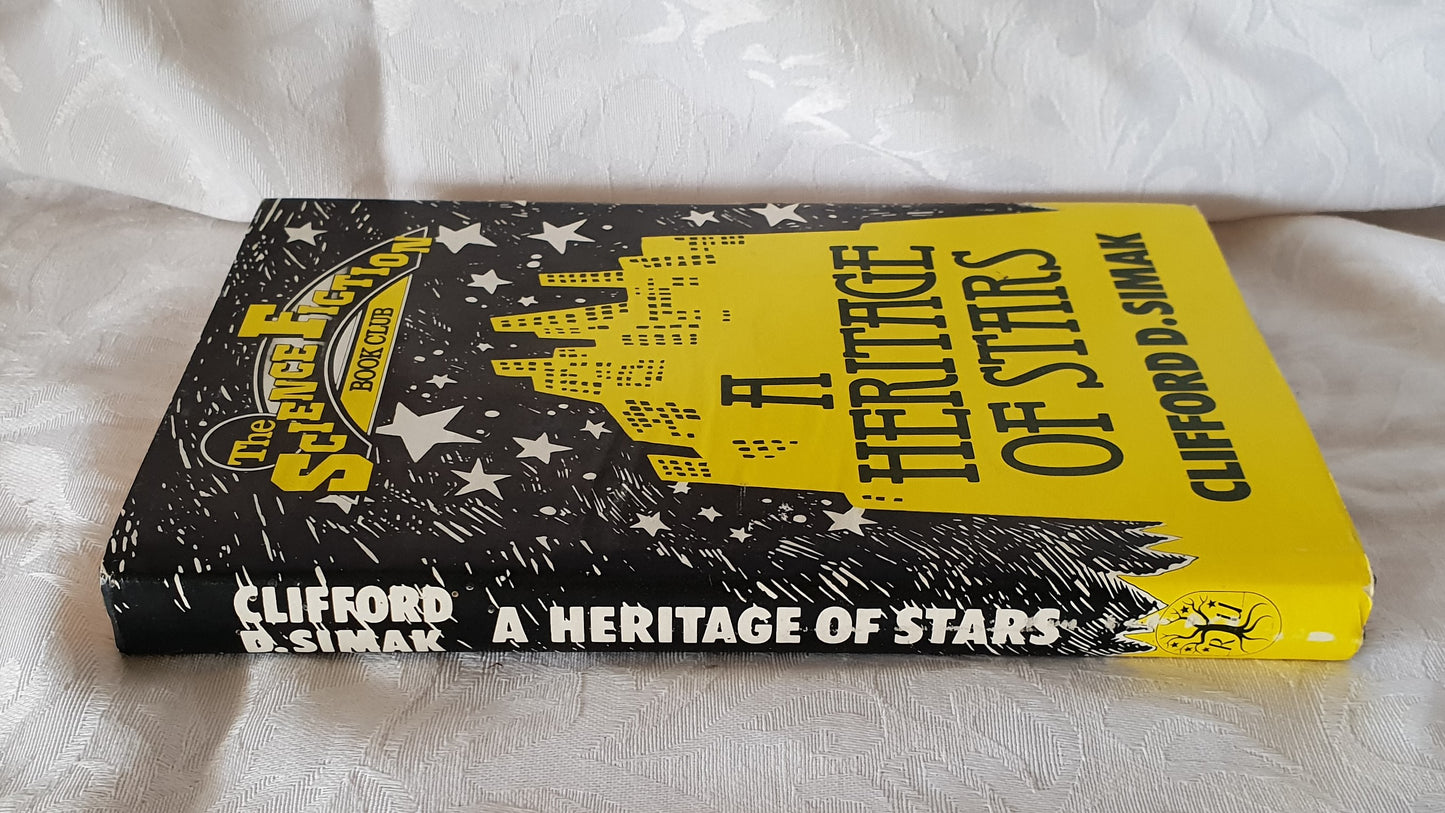 The
SCIENCE FICTION
BOOK CLUB
A
HERITAGE
OF STARS
CLIFFORD D. SIMAK
CLIFFORD
D. SIMAK
A HERITAGE OF STARS